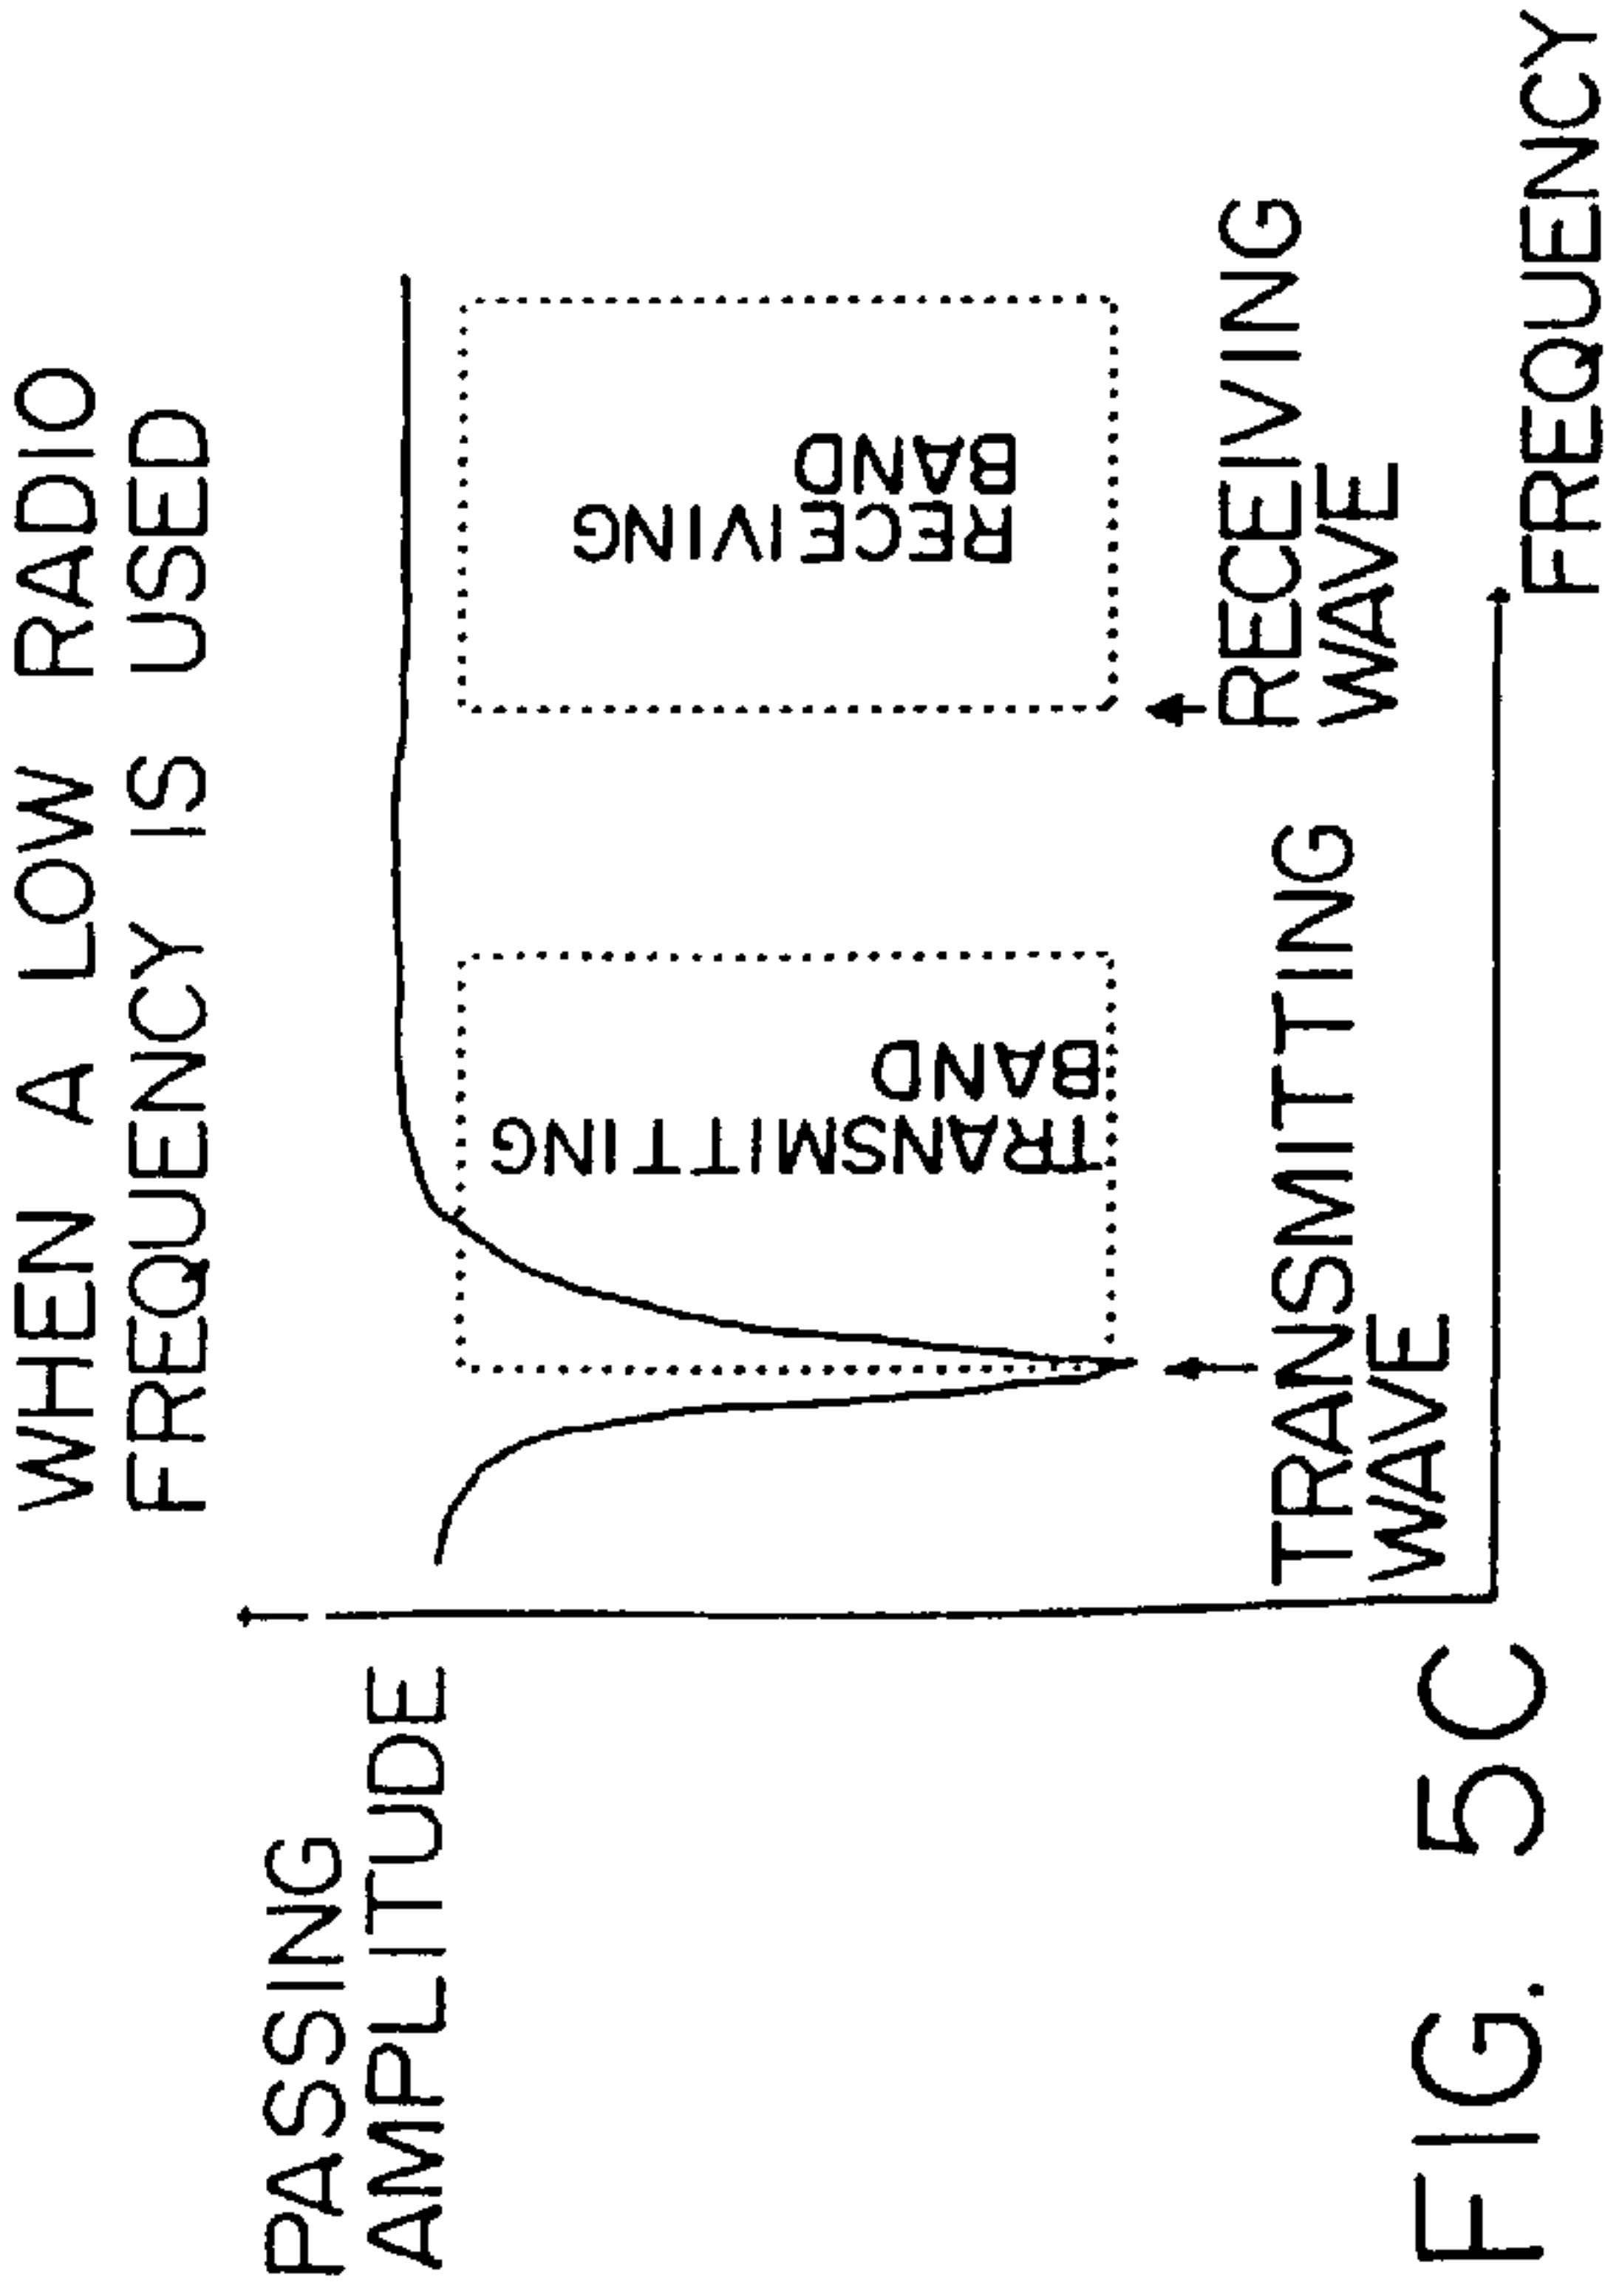 WHEN A LOW RADIO
FREQUENCY IS USED
PASSING
AMPLITUDE
TRANSMITTING
BAND
RECEIVING
BAND
TRANSMITTING
WAVE
RECEIVING
WAVE
FREQUENCY
FIG. 5C